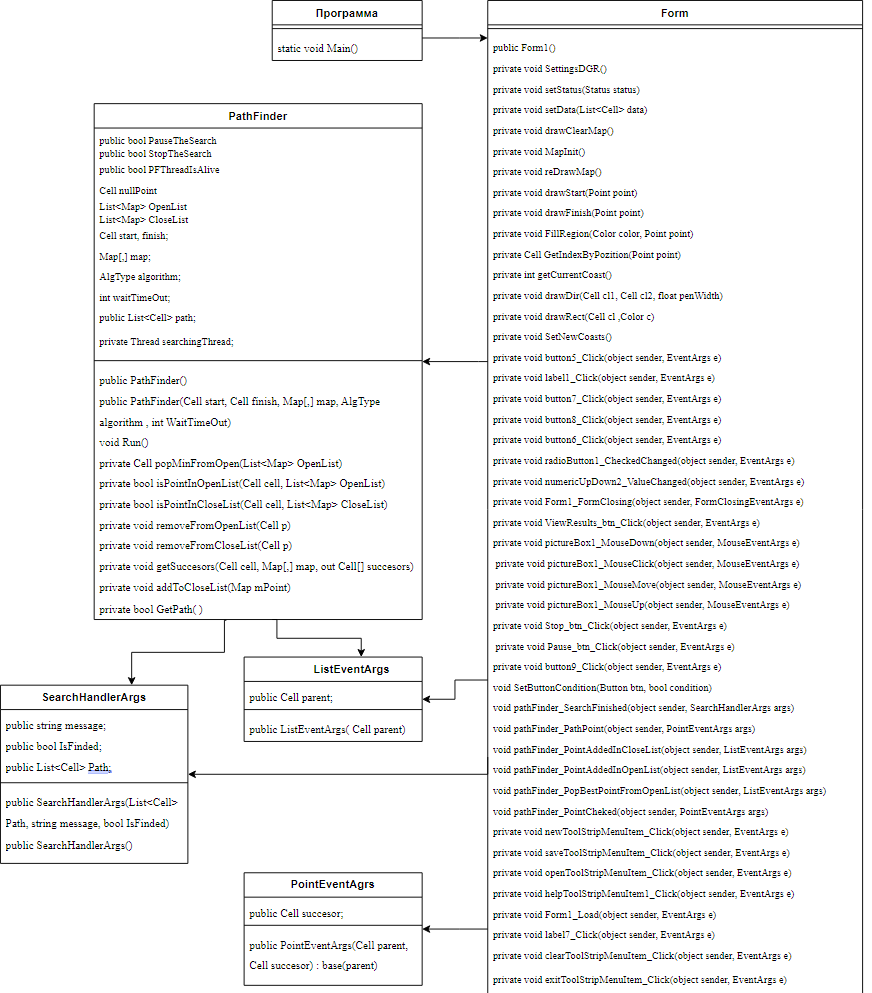 Программа
static void Main()
Form
public Form1()
private void SettingsDGR()
private void setStatus(Status status)
private void setData(List<Cell> data)
private void drawClearMap()
private void MapInit()
private void reDrawMap()
private void drawStart(Point point)
private void drawFinish(Point point)
private void FillRegion(Color color, Point point)
private Cell GetIndexByPozition(Point point)
private int getCurrentCoast()
private void drawDir(Cell cl1, Cell cl2, float penWidth)
private void drawRect(Cell cl ,Color c)
private void SetNewCoasts()
private void button5_Click(object sender, EventArgs e)
private void label1_Click(object sender, EventArgs e)
private void button7_Click(object sender, EventArgs e)
private void button8_Click(object sender, EventArgs e)
private void button6_Click(object sender, EventArgs e)
private void radioButton1_CheckedChanged(object sender, EventArgs e)
private void numericUpDown2_ValueChanged(object sender, EventArgs e)
private void Form1_FormClosing(object sender, FormClosingEventArgs e)
private void ViewResults_btn_Click(object sender, EventArgs e)
private void pictureBox1_MouseDown(object sender, MouseEventArgs e)
private void pictureBox1_MouseClick(object sender, MouseEventArgs e)
private void pictureBox1_MouseMove(object sender, MouseEventArgs e)
private void pictureBox1_MouseUp(object sender, MouseEventArgs e)
private void Stop_btn_Click(object sender, EventArgs e)
private void Pause_btn_Click(object sender, EventArgs e)
private void button9_Click(object sender, EventArgs e)
void SetButtonCondition(Button btn, bool condition)
void pathFinder_SearchFinished(object sender, SearchHandlerArgs args)
void pathFinder_PathPoint(object sender, PointEventArgs args)
void pathFinder_PointAddedInCloseList(object sender, ListEventArgs args)
void pathFinder_PointAddedInOpenList(object sender, ListEventArgs args)
void pathFinder_PopBestPointFromOpenList(object sender, ListEventArgs args)
void pathFinder_PointCheked(object sender, PointEventArgs args)
private void newToolStripMenuItem_Click(object sender, EventArgs e)
private void saveToolStripMenuItem_Click(object sender, EventArgs e)
private void openToolStripMenuItem_Click(object sender, EventArgs e)
private void helpToolStripMenuItem1_Click(object sender, EventArgs e)
private void Form1_Load(object sender, EventArgs e)
private void label7_Click(object sender, EventArgs e)
private void clearToolStripMenuItem_Click(object sender, EventArgs e)
private void exitToolStripMenuItem_Click(object sender, EventArgs e)
PathFinder
public bool PauseTheSearch
public bool StopTheSearch
public bool PFThreadIsAlive
Cell nullPoint
List<Map> OpenList
List<Map> CloseList
Cell start, finish;
Map[,] map;
AlgType algorithm;
int waitTimeOut;
public List<Cell> path;
private Thread searchingThread;
public PathFinder()
public PathFinder(Cell start, Cell finish, Map[,] map, AlgType
algorithm , int WaitTimeOut)
void Run()
private Cell popMinFromOpen(List<Map> OpenList)
private bool isPointInOpenList(Cell cell, List<Map> OpenList)
private bool isPointInCloseList(Cell cell, List<Map> CloseList)
private void removeFromOpenList(Cell p)
private void removeFromCloseList(Cell p)
private void getSuccesors(Cell cell, Map[,] map, out Cell[] succesors)
private void addToCloseList(Map mPoint)
private bool GetPath( )
ListEventArgs
public Cell parent;
public ListEventArgs( Cell parent)
SearchHandlerArgs
public string message;
public bool IsFinded;
public List<Cell> Path;
public SearchHandlerArgs(List<Cell>
Path, string message, bool IsFinded)
public SearchHandlerArgs()
PointEventAgrs
public Cell succesor;
public PointEventArgs(Cell parent,
Cell succesor) : base(parent)